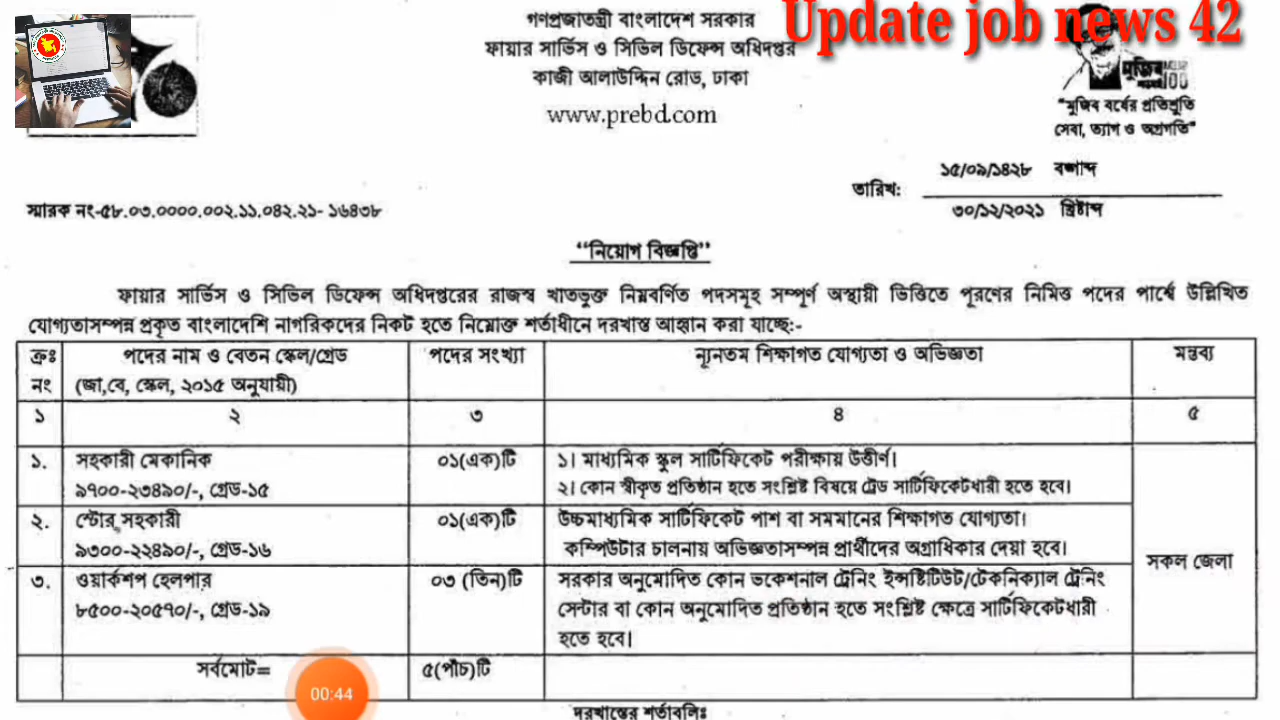 Update job news 42
গণপ্রজাতন্ত্রী বাংলাদেশ সরকার
ফায়ার সার্ভিস ও সিভিল ডিফেন্স অধিদপ্তর
কাজী আলাউদ্দিন রোড, ঢাকা
www.prebd.com
মুজিব
100
"মুজিব বর্ষের প্রতিশ্রুতি
সেবা, ত্যাগ ও অগ্রগতি"
তারিখ:
১৫/০৯/১৪২৮ বঙ্গাব্দ
৩০/১২/২০২১ খ্রিষ্টাব্দ
স্মারক নং-৫৮.০৩.০০০০.০০২.১১.০৪২.২১- ১৬৪৩৮
“নিয়োগ বিজ্ঞপ্তি”
ফায়ার সার্ভিস ও সিভিল ডিফেন্স অধিদপ্তরের রাজস্ব খাতভুক্ত নিম্নবর্ণিত পদসমূহ সম্পূর্ণ অস্থায়ী ভিত্তিতে পূরণের নিমিত্ত পদের পার্শ্বে উল্লিখিত
যোগ্যতাসম্পন্ন প্রকৃত বাংলাদেশি নাগরিকদের নিকট হতে নিম্নোক্ত শর্তাধীনে দরখাস্ত আহ্বান করা যাচ্ছে:-
ক্রঃ নং
পদের নাম ও বেতন স্কেল/গ্রেড
(জা,বে, স্কেল, ২০১৫ অনুযায়ী)
পদের সংখ্যা
ন্যূনতম শিক্ষাগত যোগ্যতা ও অভিজ্ঞতা
মন্তব্য
১ ২ ৩ ৪ ৫
১. সহকারী মেকানিক
৯৭০০-২৩৪৯০/-, গ্রেড-১৫
০১(এক)টি
১। মাধ্যমিক স্কুল সার্টিফিকেট পরীক্ষায় উত্তীর্ণ।
২। কোন স্বীকৃত প্রতিষ্ঠান হতে সংশ্লিষ্ট বিষয়ে ট্রেড সার্টিফিকেটধারী হতে হবে।
২. স্টোর সহকারী
৯৩০০-২২৪৯০/-, গ্রেড-১৬
০১(এক)টি
উচ্চমাধ্যমিক সার্টিফিকেট পাশ বা সমমানের শিক্ষাগত যোগ্যতা।
কম্পিউটার চালনায় অভিজ্ঞতাসম্পন্ন প্রার্থীদের অগ্রাধিকার দেয়া হবে।
৩. ওয়ার্কশপ হেলপার
৮৫০০-২০৫৭০/-, গ্রেড-১৯
০৩ (তিন)টি
সরকার অনুমোদিত কোন ভকেশনাল ট্রেনিং ইন্সষ্টিটিউট/টেকনিক্যাল ট্রেনিং
সেন্টার বা কোন অনুমোদিত প্রতিষ্ঠান হতে সংশ্লিষ্ট ক্ষেত্রে সার্টিফিকেটধারী
হতে হবে।
সকল জেলা
সর্বমোট=
৫(পাঁচ)টি
00:44
দরখাস্তের শর্তাবলিঃ